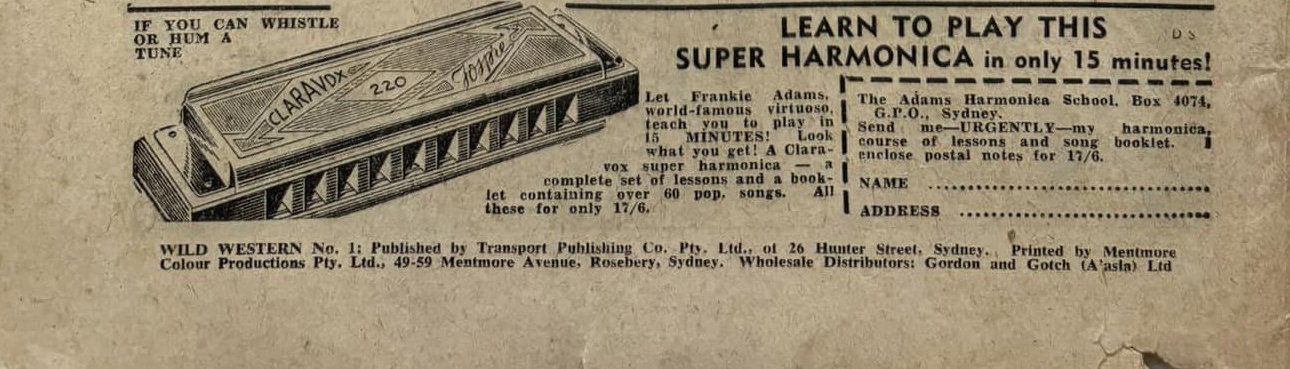 IF YOU CAN WHISTLE
OR HUM A
TUNE
CLARAVOX
220
LEARN TO PLAY THIS
SUPER HARMONICA in only 15 minutes!
Let Frankie Adams,
world-famous virtuoso,
teach you to play in
15 MINUTES! Look
what you get! A Clara-
vox super harmonica — a
complete set of lessons and a book-
let containing over 60 pop. songs. All
these for only 17/6.
The Adams Harmonica School, Box 4074,
G.P.O., Sydney.
Send me—URGENTLY—my harmonica,
course of lessons and song booklet. I
enclose postal notes for 17/6.
NAME
ADDRESS
WILD WESTERN No. 1: Published by Transport Publishing Co. Pty. Ltd., of 26 Hunter Street, Sydney. Printed by Mentmore
Colour Productions Pty. Ltd., 49-59 Mentmore Avenue, Rosebery, Sydney. Wholesale Distributors: Gordon and Gotch (A'asia) Ltd